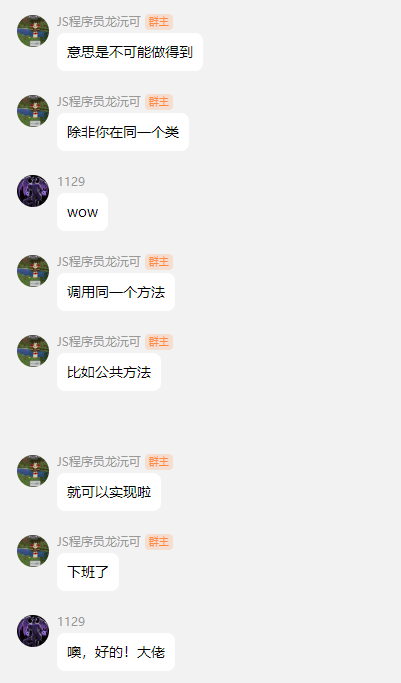 JS程序员龙沅可 群主
意思是不可能做得到
JS程序员龙沅可 群主
除非你在同一个类
1129
wow
JS程序员龙沅可 群主
调用同一个方法
JS程序员龙沅可 群主
比如公共方法
JS程序员龙沅可 群主
就可以实现啦
JS程序员龙沅可 群主
下班了
1129
噢，好的！大佬